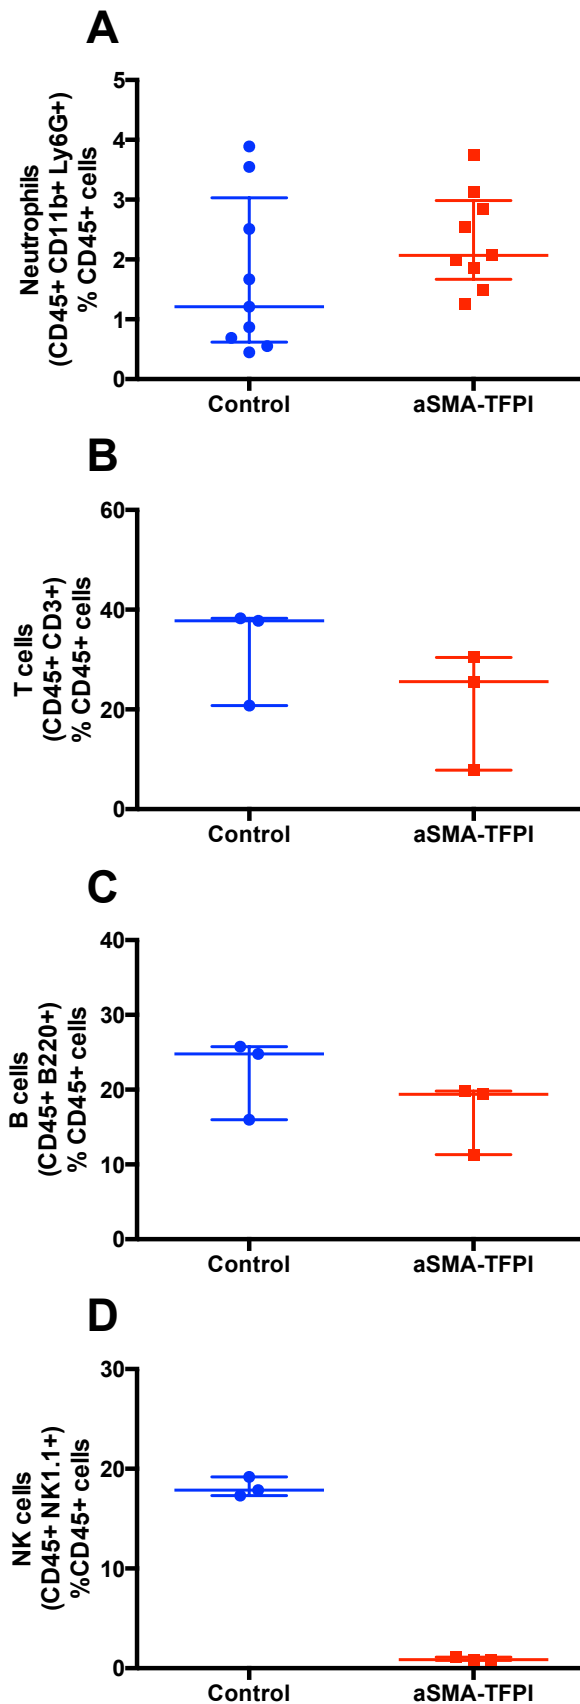 A
Neutrophils
(CD45+ CD11b+ Ly6G+)
% CD45+ cells
5
4
3
2
1
0
Control
aSMA-TFPI
B
T cells
(CD45+ CD3+)
% CD45+ cells
60
40
20
0
Control
aSMA-TFPI
C
B cells
(CD45+ B220+)
% CD45+ cells
40
30
20
10
0
Control
aSMA-TFPI
D
NK cells
(CD45+ NK1.1+)
%CD45+ cells
30
20
10
0
Control
aSMA-TFPI